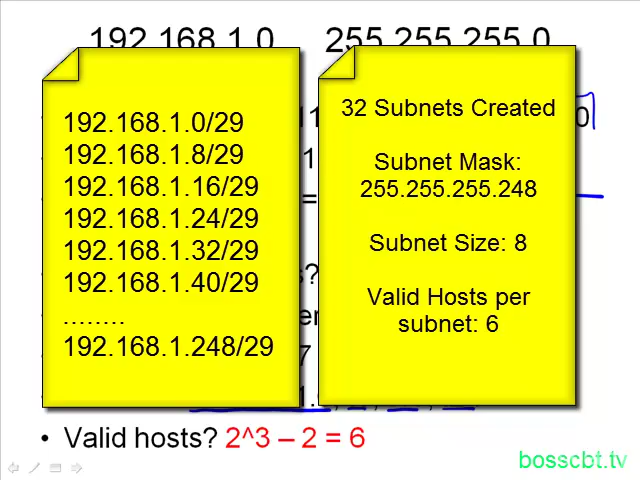 192.168.1.0 255.255.255.0
192.168.1.0/29
192.168.1.8/29
192.168.1.16/29
192.168.1.24/29
192.168.1.32/29
192.168.1.40/29
........
192.168.1.248/29
32 Subnets Created
Subnet Mask:
255.255.255.248
Subnet Size: 8
Valid Hosts per
subnet: 6
• Valid hosts? 2^3 – 2 = 6
bosscbt.tv